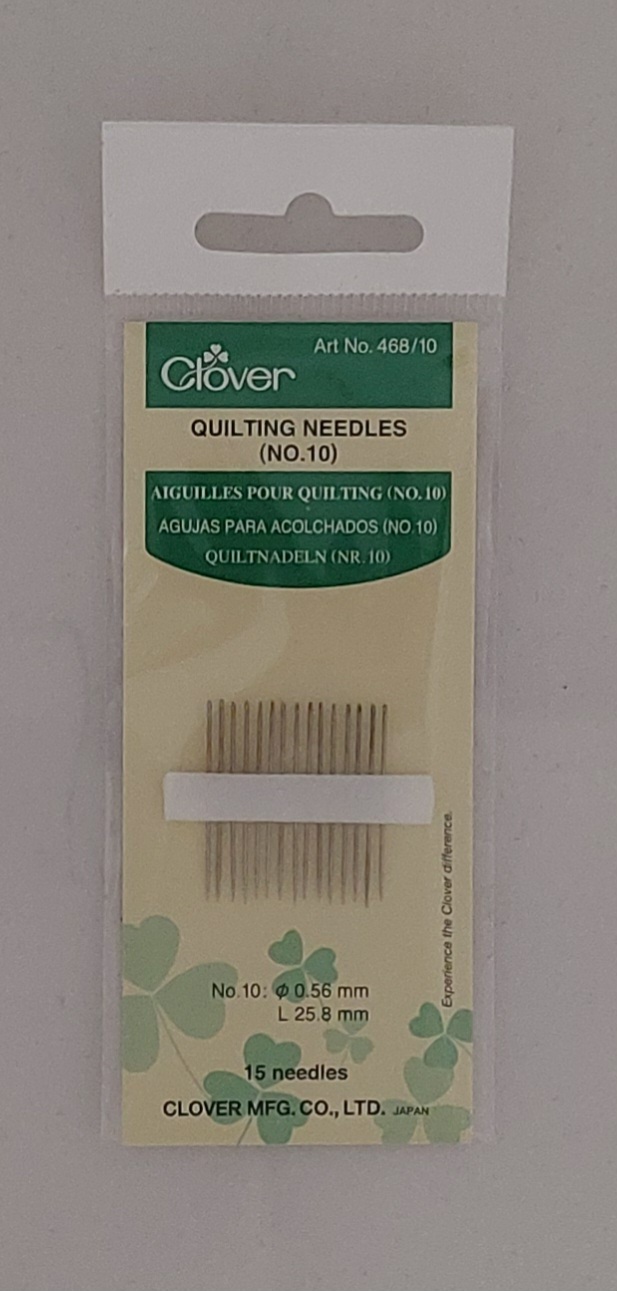 Art No. 468/10
Clover
QUILTING NEEDLES
(NO.10)
AIGUILLES POUR QUILTING (NO.10)
AGUJAS PARA ACOLCHADOS (NO.10)
QUILTNADELN (NR.10)
Experience the Clover difference.
No.10: ϕ 0.56 mm
L 25.8 mm
15 needles
CLOVER MFG. CO., LTD. JAPAN